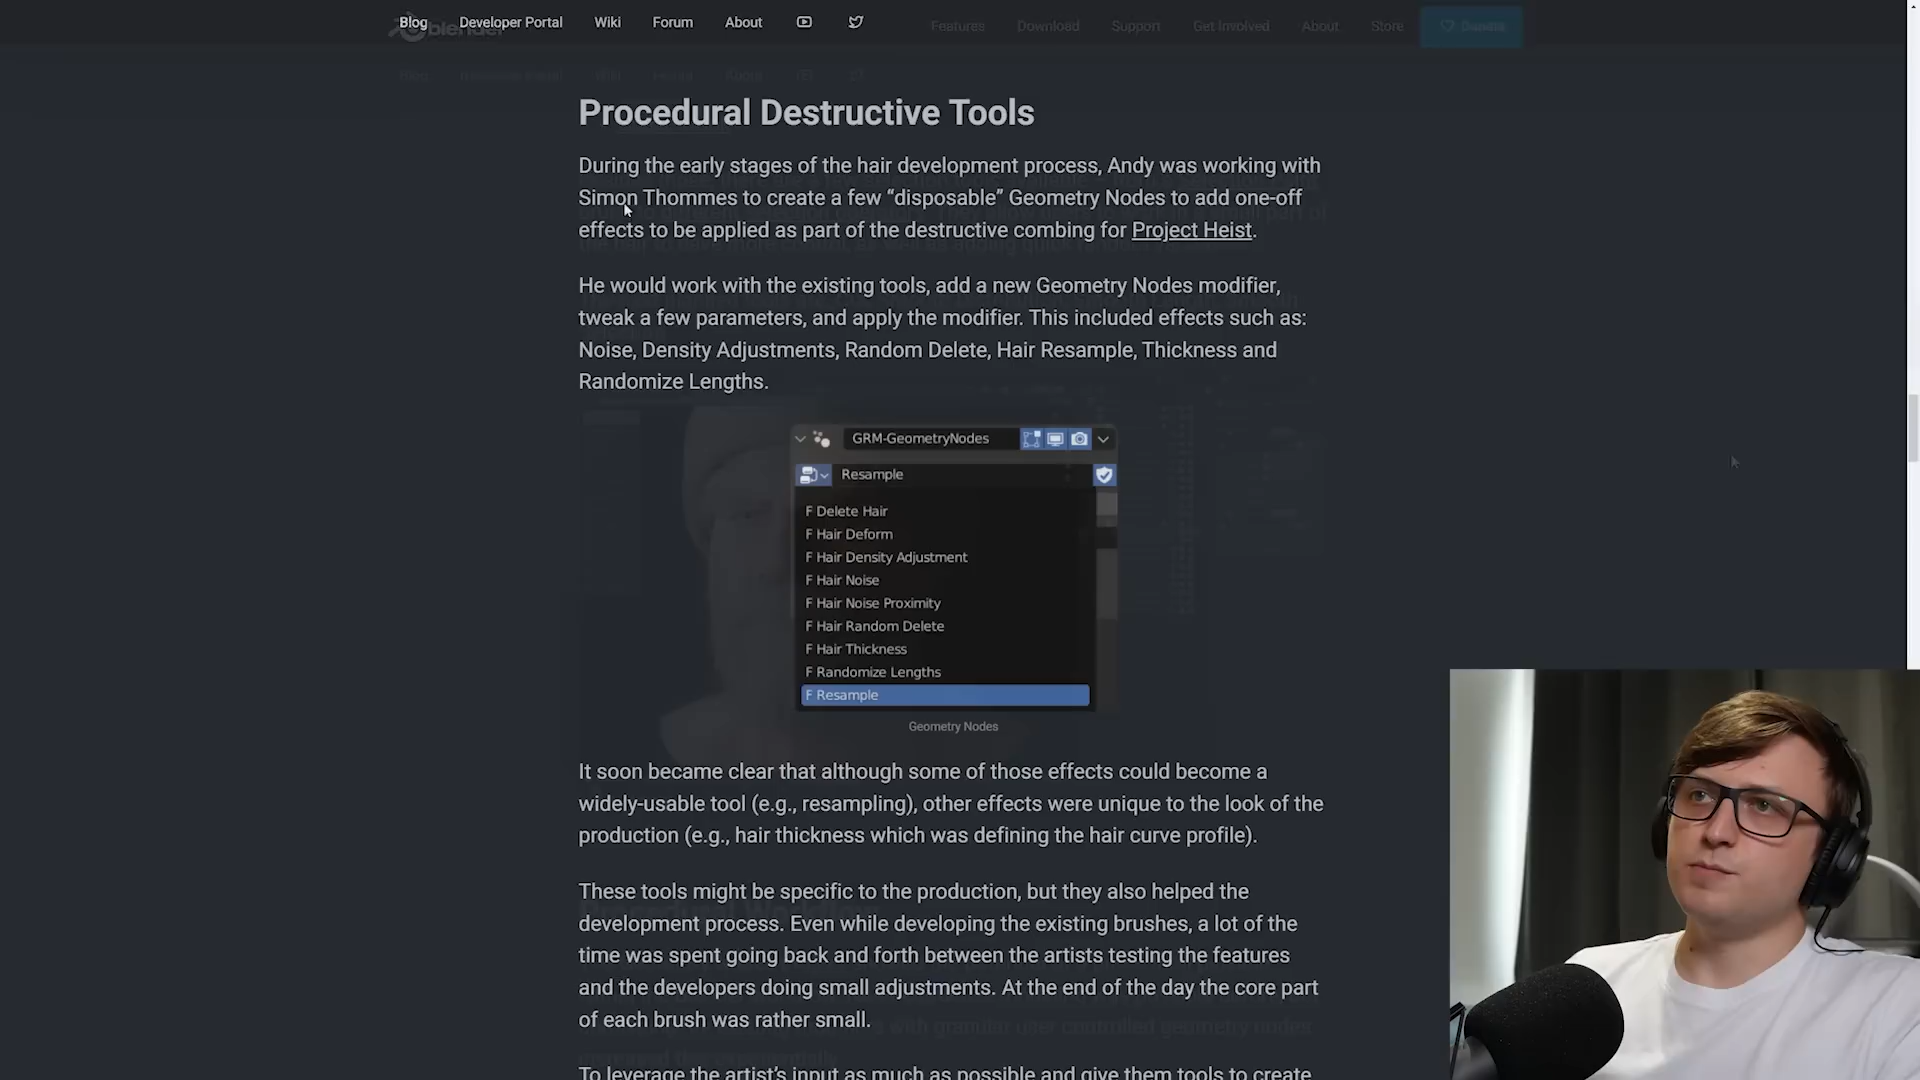 Blog Developer Portal Wiki Forum About
blender Features Download Support Get Involved About Store Donate
Procedural Destructive Tools
During the early stages of the hair development process, Andy was working with
Simon Thommes to create a few “disposable” Geometry Nodes to add one-off
effects to be applied as part of the destructive combing for Project Heist.
He would work with the existing tools, add a new Geometry Nodes modifier,
tweak a few parameters, and apply the modifier. This included effects such as:
Noise, Density Adjustments, Random Delete, Hair Resample, Thickness and
Randomize Lengths.
GRM-GeometryNodes
Resample
F Delete Hair
F Hair Deform
F Hair Density Adjustment
F Hair Noise
F Hair Noise Proximity
F Hair Random Delete
F Hair Thickness
F Randomize Lengths
F Resample
Geometry Nodes
It soon became clear that although some of those effects could become a
widely-usable tool (e.g., resampling), other effects were unique to the look of the
production (e.g., hair thickness which was defining the hair curve profile).
These tools might be specific to the production, but they also helped the
development process. Even while developing the existing brushes, a lot of the
time was spent going back and forth between the artists testing the features
and the developers doing small adjustments. At the end of the day the core part
of each brush was rather small.
with granular user controlled geometry nodes
To leverage the artist's input as much as possible and give them tools to create